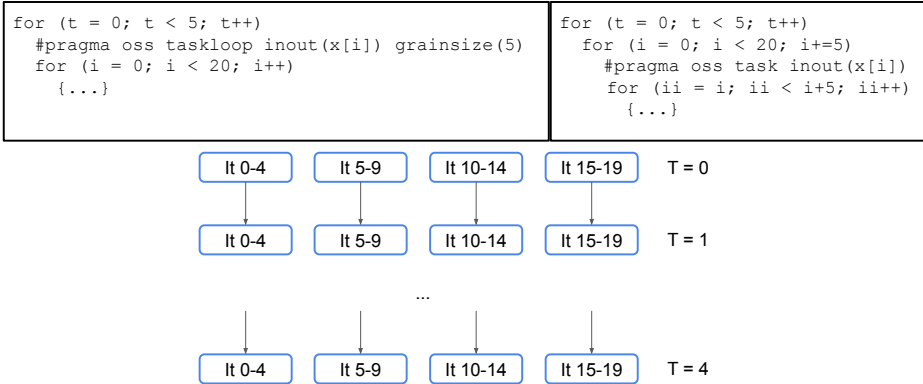 for (t = 0; t < 5; t++)
#pragma oss taskloop inout(x[i]) grainsize(5)
for (i = 0; i < 20; i++)
{...}
for (t = 0; t < 5; t++)
for (i = 0; i < 20; i+=5)
#pragma oss task inout(x[i])
for (ii = i; ii < i+5; ii++)
{...}
It 0-4 It 5-9 It 10-14 It 15-19 T = 0
It 0-4 It 5-9 It 10-14 It 15-19 T = 1
...
It 0-4 It 5-9 It 10-14 It 15-19 T = 4